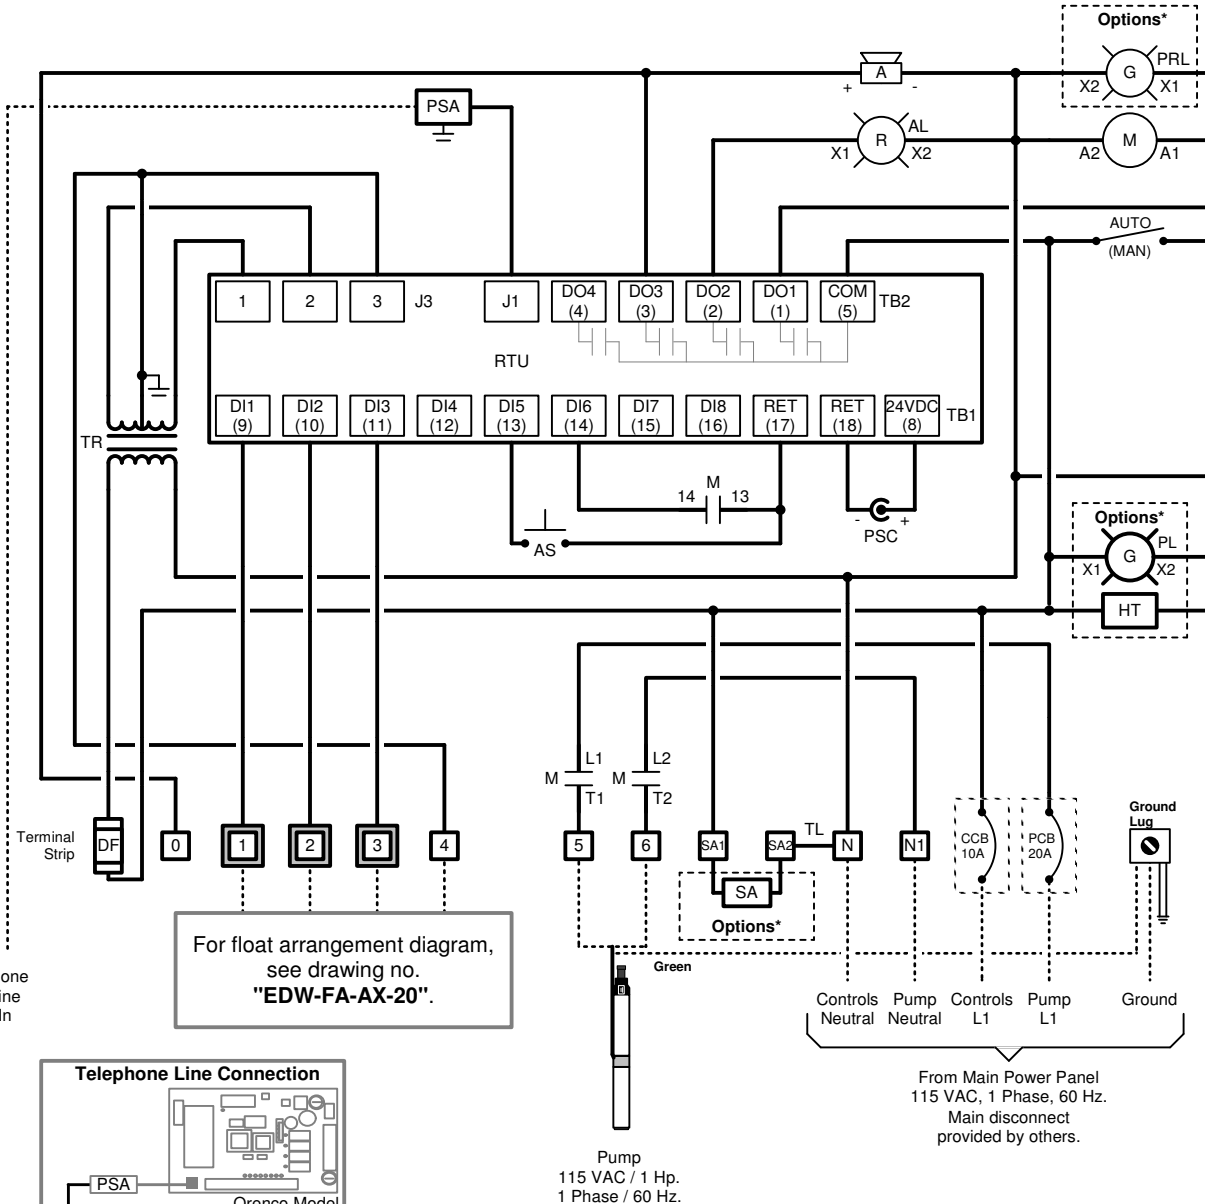 Options*
A
+ -
G
PRL
X2 X1
PSA
R
AL
X1 X2
M
A2 A1
AUTO
(MAN)
1 2 3 J3 J1
DO4 DO3 DO2 DO1 COM TB2
(4) (3) (2) (1) (5)
RTU
DI1 DI2 DI3 DI4 DI5 DI6 DI7 DI8 RET RET 24VDC TB1
(9) (10) (11) (12) (13) (14) (15) (16) (17) (18) (8)
TR
M
14 13
- +
PSC
AS
Options*
G
PL
X1 X2
HT
L1 L2
M M
T1 T2
Terminal
Strip
DF 0 1 2 3 4 5 6 SA1 SA2 TL N N1
CCB
10A
PCB
20A
Ground
Lug
SA
Options*
For float arrangement diagram,
see drawing no.
"EDW-FA-AX-20".
Green
one
ine
In
Controls
Neutral
Pump
Neutral
Controls
L1
Pump
L1
Ground
From Main Power Panel
115 VAC, 1 Phase, 60 Hz.
Main disconnect
provided by others.
Telephone Line Connection
PSA
Orenco Model
Pump
115 VAC / 1 Hp.
1 Phase / 60 Hz.